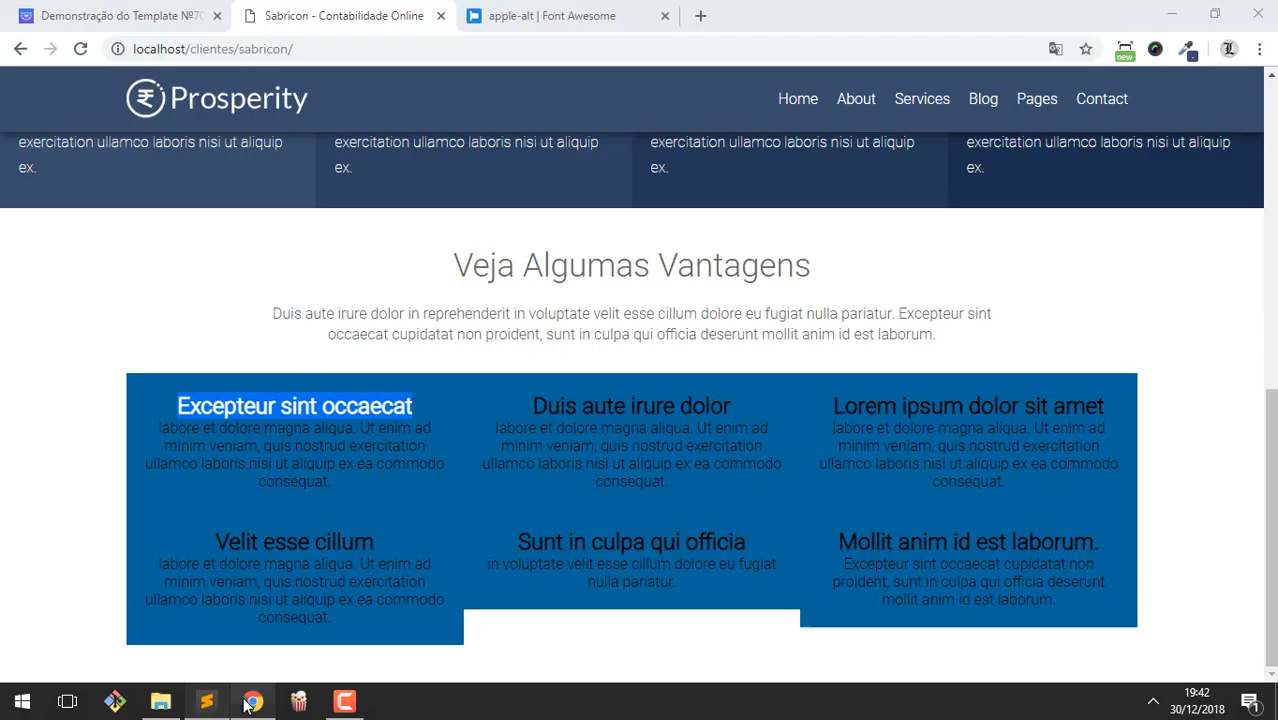 Demonstração do Template Nº70
Sabricon - Contabilidade Online
apple-alt | Font Awesome
localhost/clientes/sabricon/
new
Prosperity
Home About Services Blog Pages Contact
exercitation ullamco laboris nisi ut aliquip
ex.
exercitation ullamco laboris nisi ut aliquip
ex.
exercitation ullamco laboris nisi ut aliquip
ex.
exercitation ullamco laboris nisi ut aliquip
ex.
Veja Algumas Vantagens
Duis aute irure dolor in reprehenderit in voluptate velit esse cillum dolore eu fugiat nulla pariatur. Excepteur sint
occaecat cupidatat non proident, sunt in culpa qui officia deserunt mollit anim id est laborum.
Excepteur sint occaecat
labore et dolore magna aliqua. Ut enim ad
minim veniam, quis nostrud exercitation
ullamco laboris nisi ut aliquip ex ea commodo
consequat.
Duis aute irure dolor
labore et dolore magna aliqua. Ut enim ad
minim veniam, quis nostrud exercitation
ullamco laboris nisi ut aliquip ex ea commodo
consequat.
Lorem ipsum dolor sit amet
labore et dolore magna aliqua. Ut enim ad
minim veniam, quis nostrud exercitation
ullamco laboris nisi ut aliquip ex ea commodo
consequat.
Velit esse cillum
labore et dolore magna aliqua. Ut enim ad
minim veniam, quis nostrud exercitation
ullamco laboris nisi ut aliquip ex ea commodo
consequat.
Sunt in culpa qui officia
in voluptate velit esse cillum dolore eu fugiat
nulla pariatur.
Mollit anim id est laborum.
Excepteur sint occaecat cupidatat non
proident, sunt in culpa qui officia deserunt
mollit anim id est laborum.
19:42
30/12/2018
1